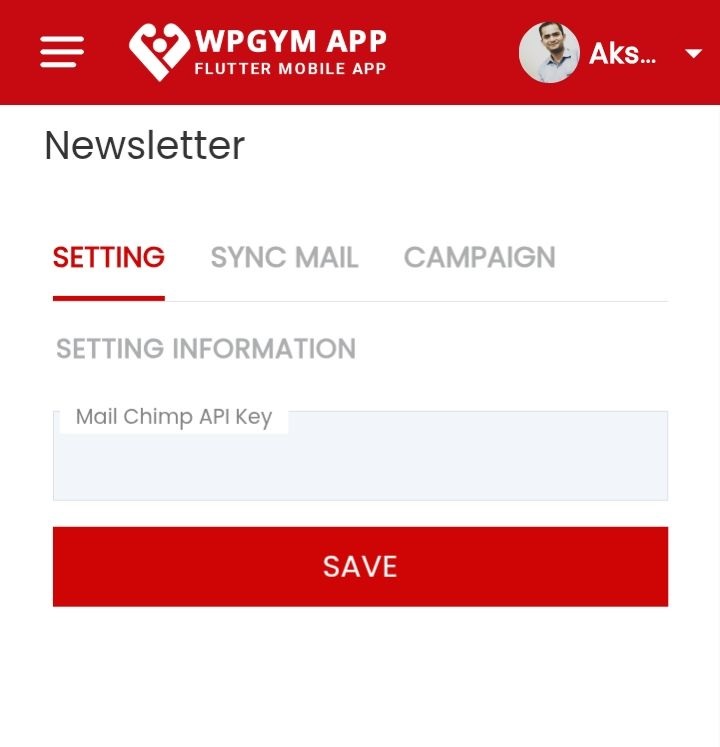 WPGYM APP
FLUTTER MOBILE APP
Aks...
Newsletter
SETTING SYNC MAIL CAMPAIGN
SETTING INFORMATION
Mail Chimp API Key
SAVE